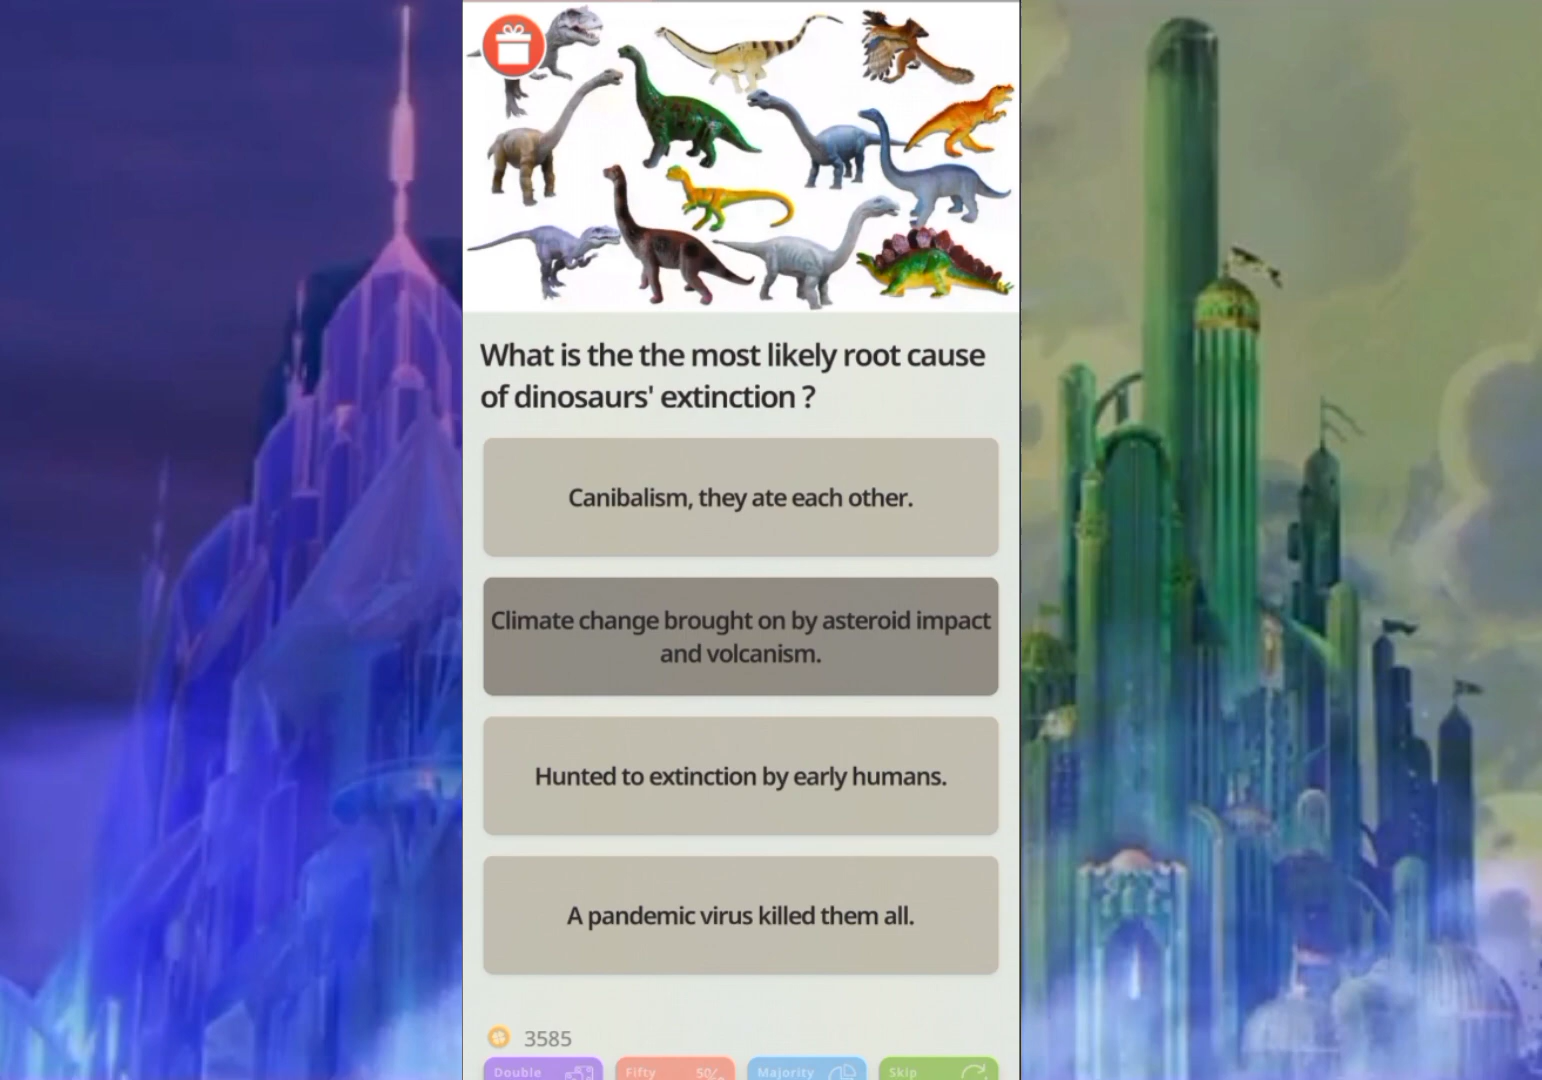 What is the the most likely root cause
of dinosaurs' extinction ?
Canibalism, they ate each other.
Climate change brought on by asteroid impact
and volcanism.
Hunted to extinction by early humans.
A pandemic virus killed them all.
3585
Double
Fifty
50%
Majority
Skip